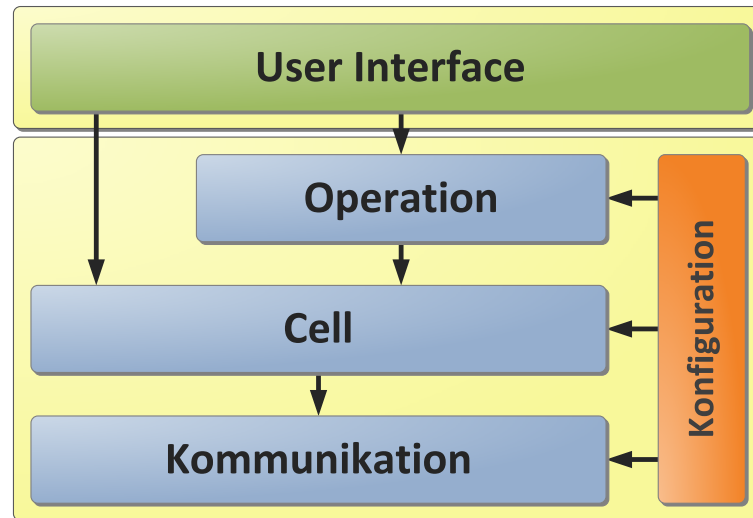 User Interface
Operation
Cell
Kommunikation
Konfiguration